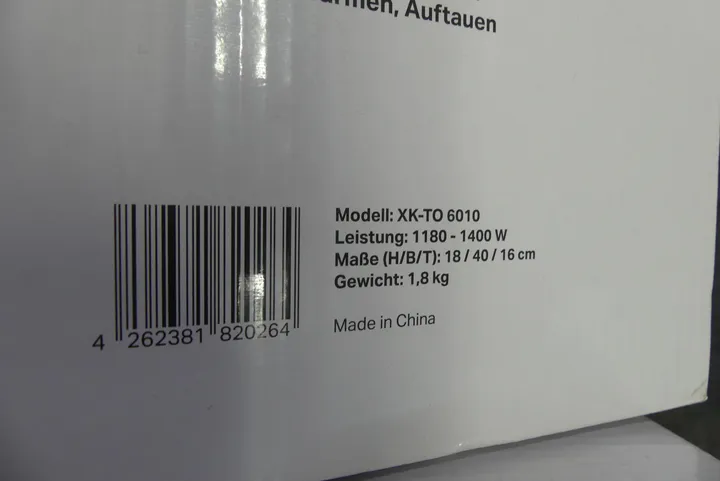 Auftauen
Modell: XK-TO 6010
Leistung: 1180 - 1400 W
Maße (H/B/T): 18 / 40 / 16 cm
Gewicht: 1,8 kg
Made in China
4 262381 820264